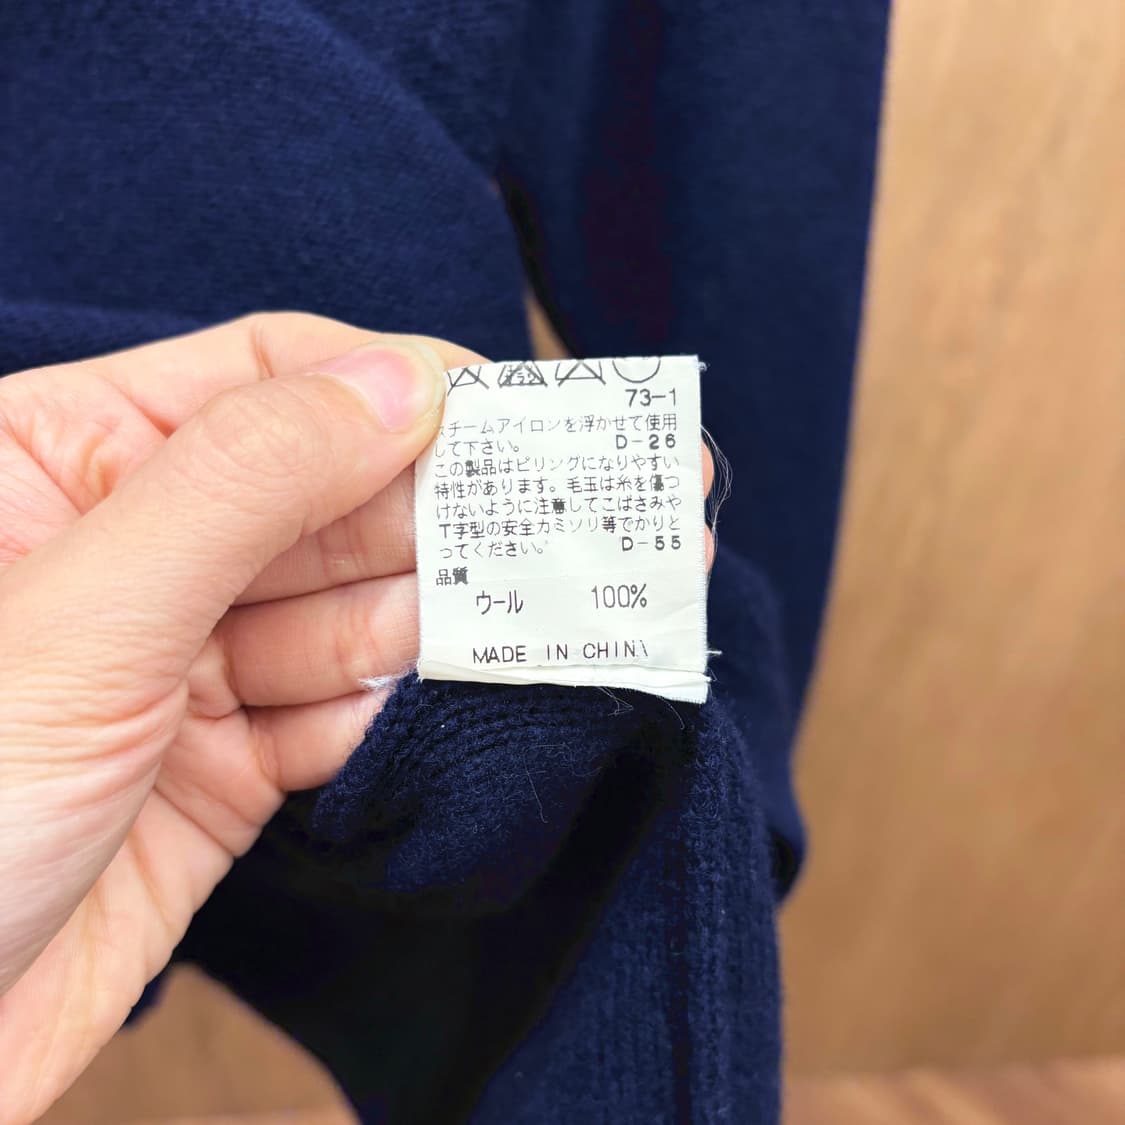 73-1
スチームアイロンを浮かせて使用
して下さい。 D-26
この製品はピリングになりやすい
特性があります。毛玉は糸を傷つ
けないように注意してこばさみや
T字型の安全カミソリ等でかりと
ってください。 D-55
品質
ウール 100%
MADE IN CHINA